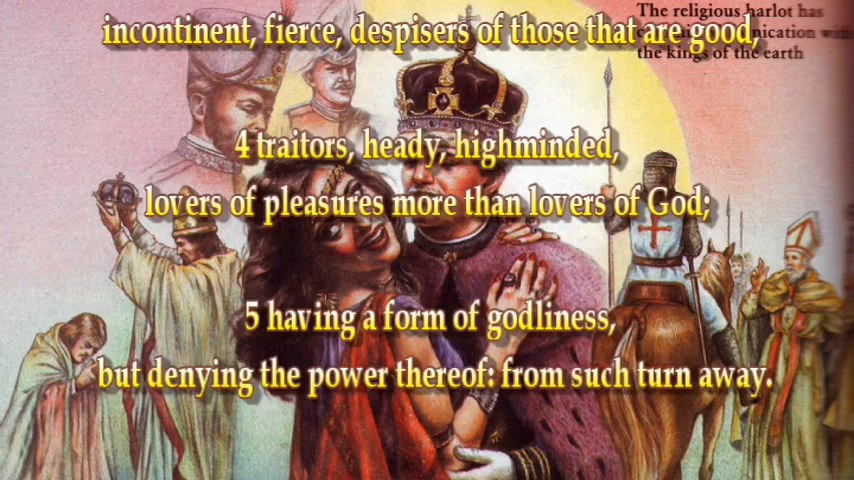 The religious harlot has
incontinent, fierce, despisers of those that are good,
the kings of the earth
4 traitors, heady, highminded,
lovers of pleasures more than lovers of God;
5 having a form of godliness,
but denying the power thereof: from such turn away.